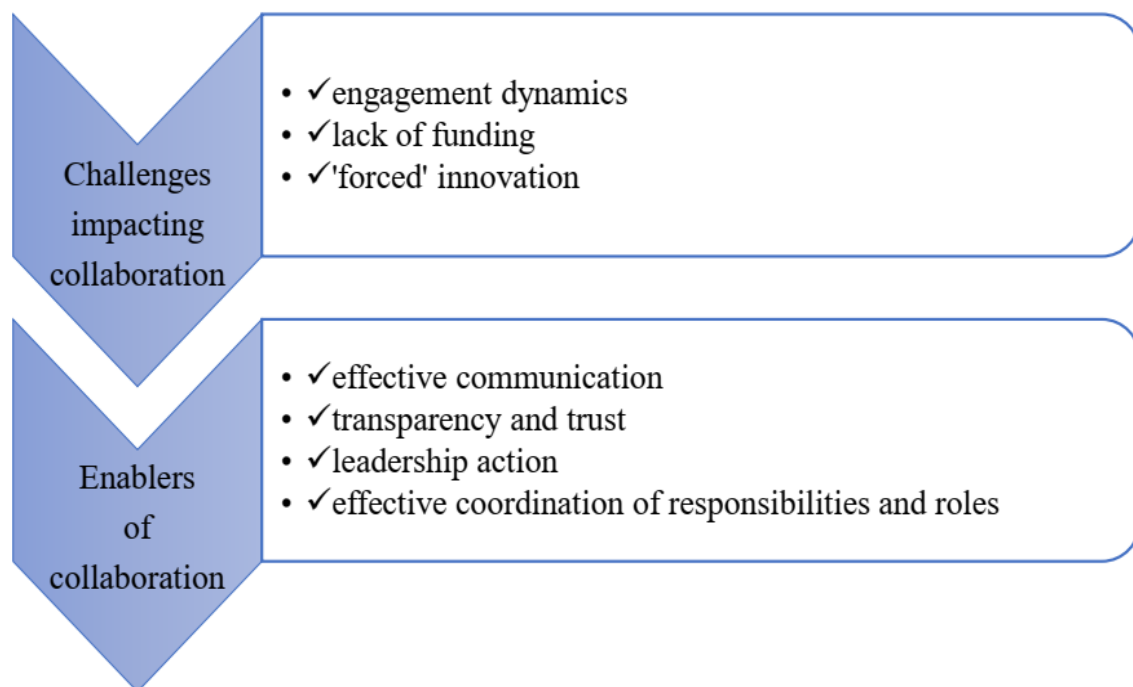 Challenges
impacting
collaboration
• ✓engagement dynamics
• ✓lack of funding
• ✓'forced' innovation
Enablers
of
collaboration
• ✓effective communication
• ✓transparency and trust
• ✓leadership action
• ✓effective coordination of responsibilities and roles